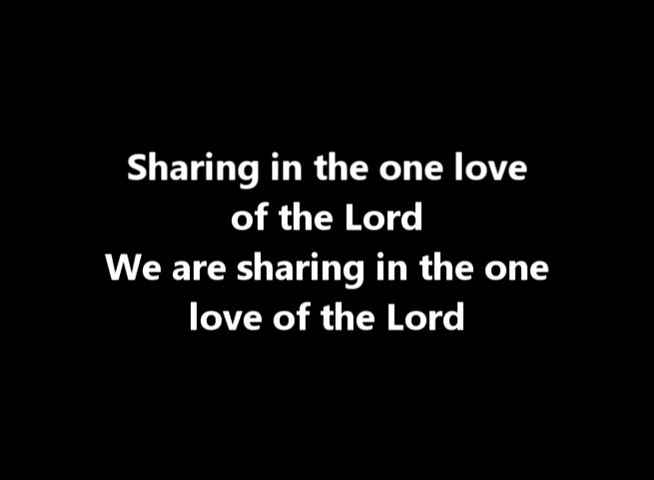 Sharing in the one love
of the Lord
We are sharing in the one
love of the Lord